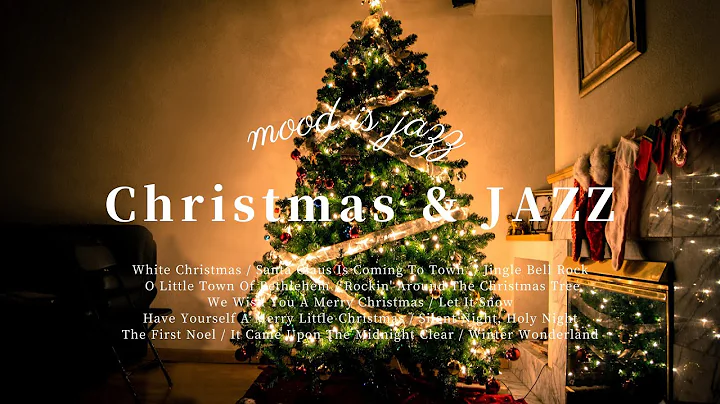 mood is jazz
Christmas & JAZZ
White Christmas / Santa Claus Is Coming To Town / Jingle Bell Rock
O Little Town Of Bethlehem / Rockin' Around The Christmas Tree
We Wish You A Merry Christmas / Let It Snow
Have Yourself A Merry Little Christmas / Silent Night, Holy Night
The First Noel / It Came Upon The Midnight Clear / Winter Wonderland